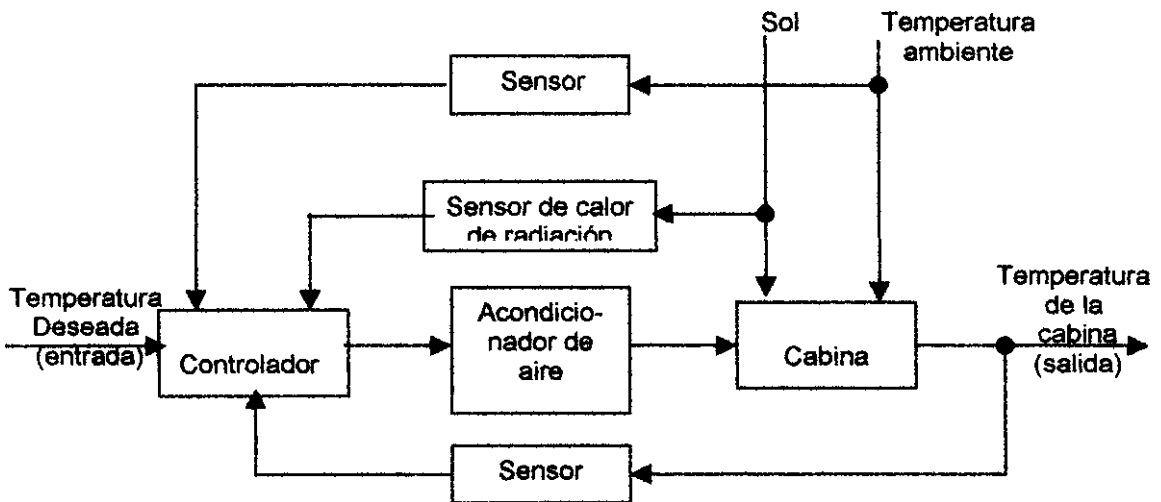 Sol
Temperatura
ambiente
Sensor
Sensor de calor
de radiación
Temperatura
Deseada
(entrada)
Controlador
Acondicio-
nador de
aire
Cabina
Temperatura
de la
cabina
(salida)
Sensor